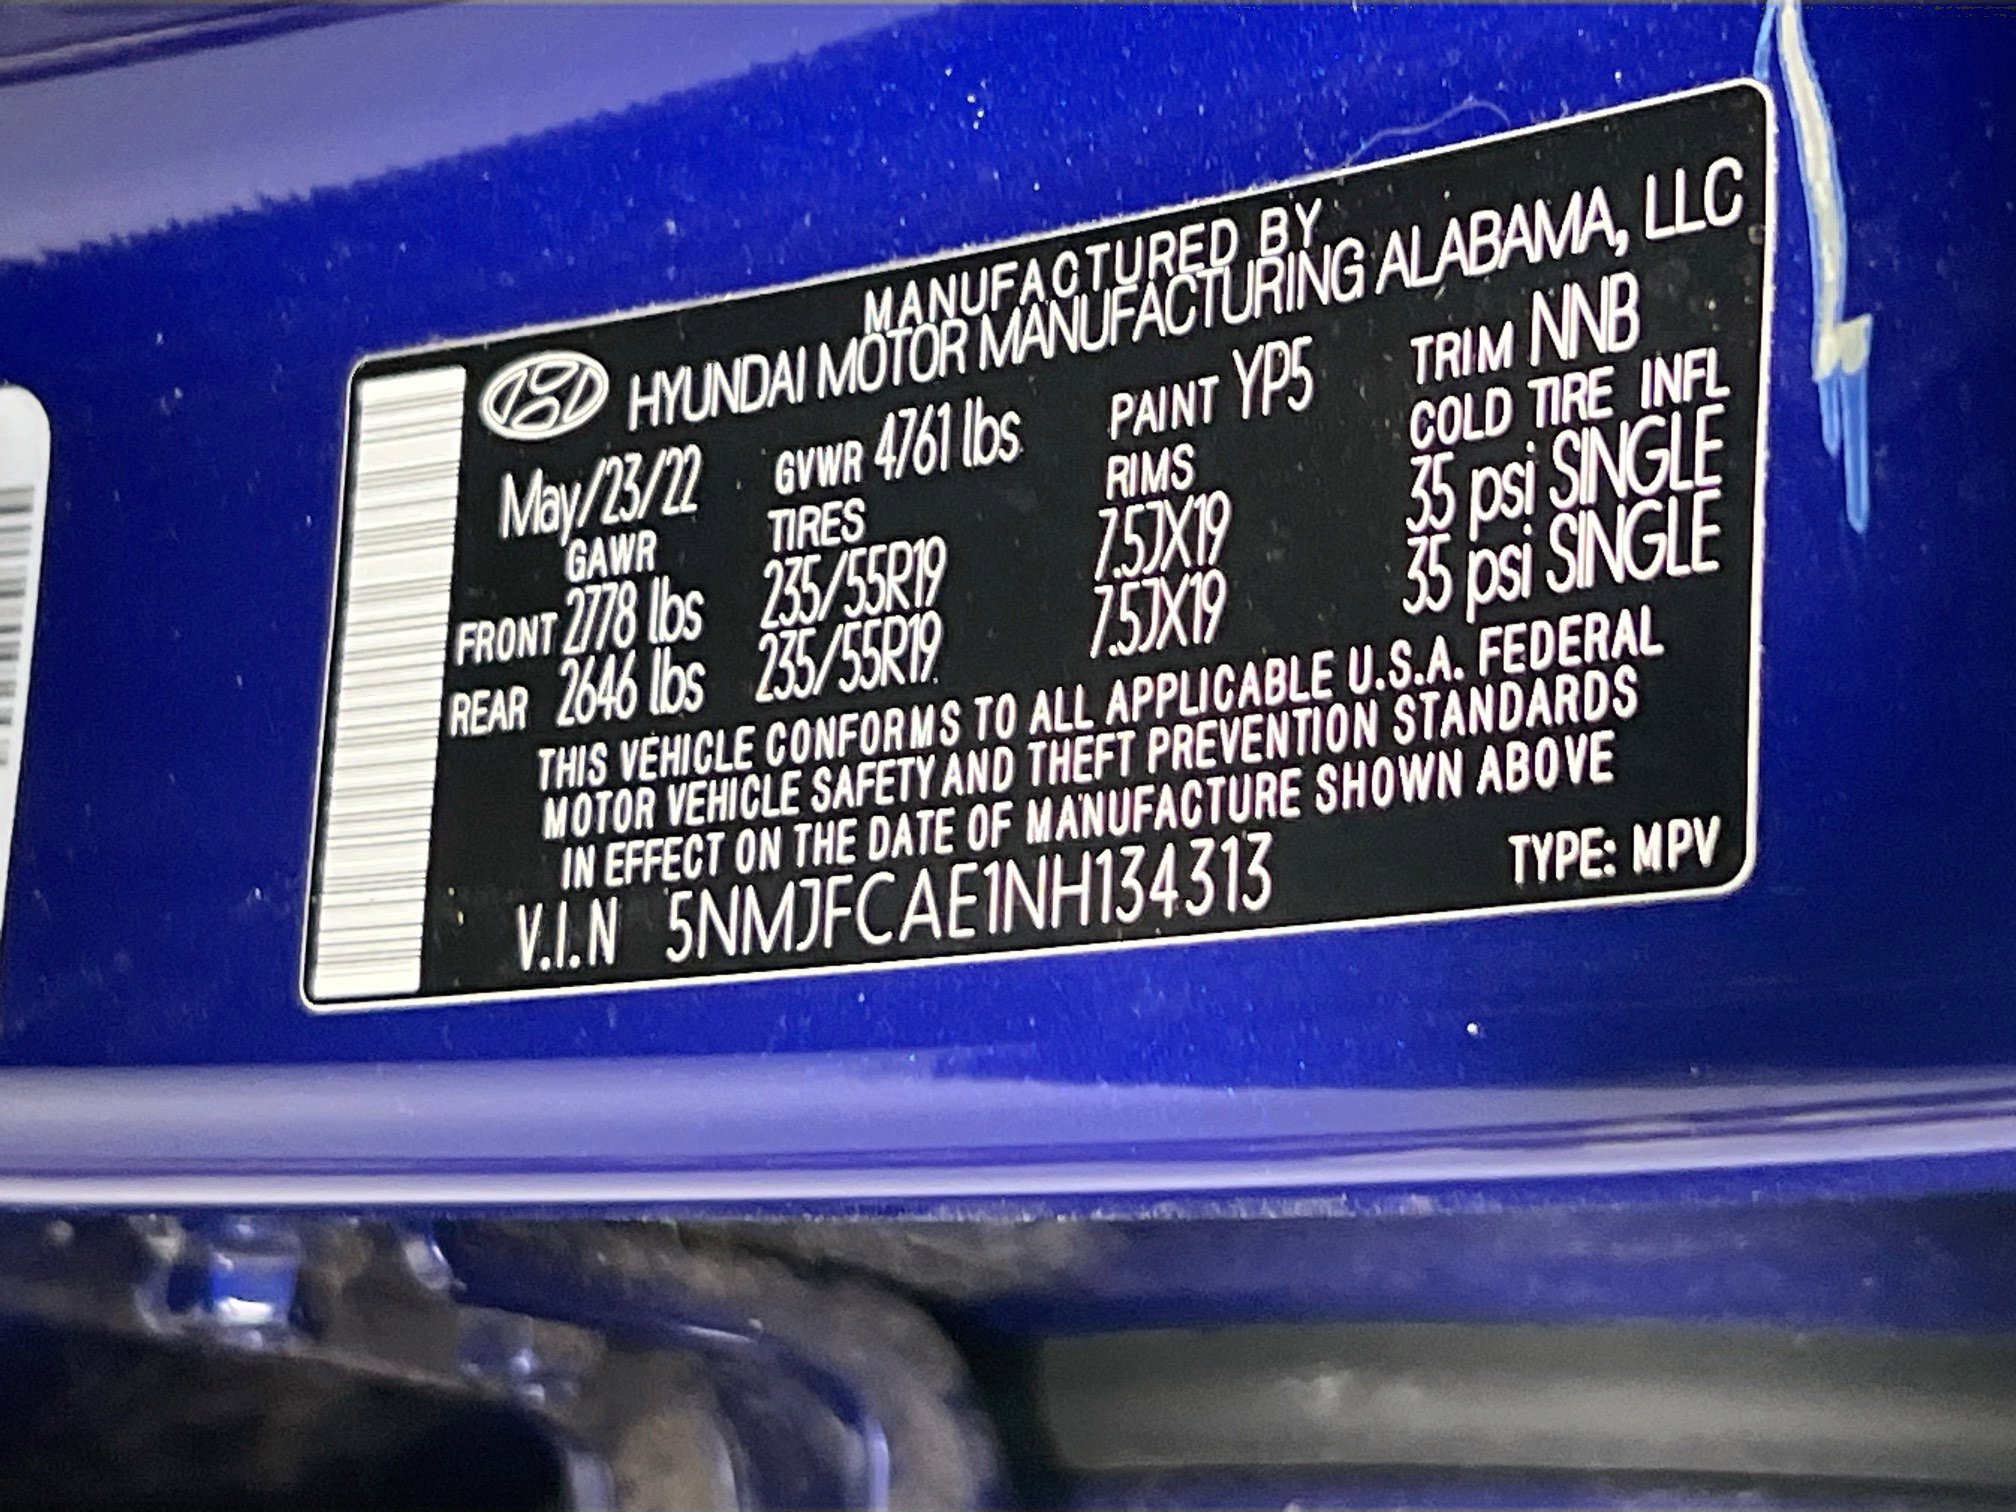 MANUFACTURED BY
HYUNDAI MOTOR MANUFACTURING ALABAMA, LLC
May/23/22 GVWR 4761 lbs PAINT YP5 TRIM NNB
GAWR TIRES RIMS COLD TIRE INFL
FRONT 2778 lbs 235/55R19 7.5JX19 35 psi SINGLE
REAR 2646 lbs 235/55R19 7.5JX19 35 psi SINGLE
THIS VEHICLE CONFORMS TO ALL APPLICABLE U.S.A. FEDERAL
MOTOR VEHICLE SAFETY AND THEFT PREVENTION STANDARDS
IN EFFECT ON THE DATE OF MANUFACTURE SHOWN ABOVE
V.I.N 5NMJFCAE1NH134313 TYPE: MPV